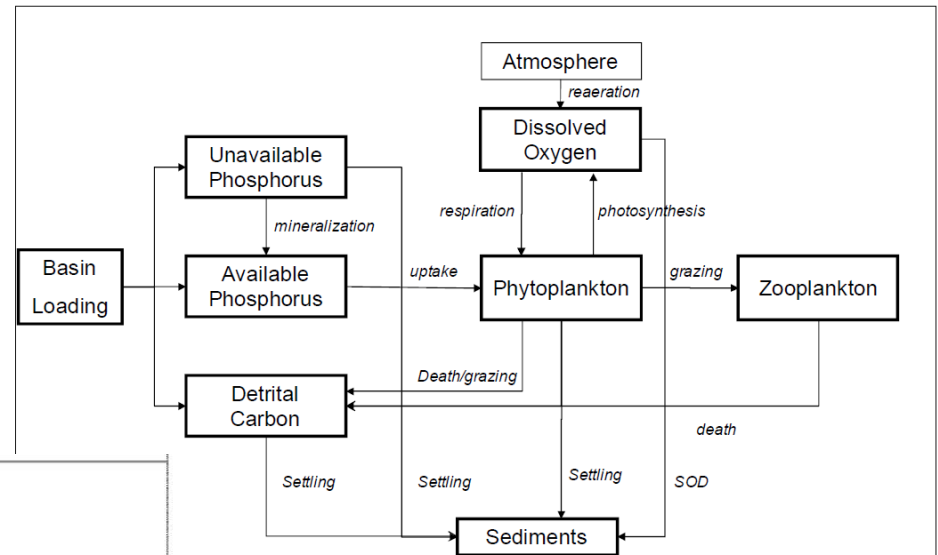 Atmosphere
reaeration
Dissolved
Oxygen
Unavailable
Phosphorus
respiration
photosynthesis
mineralization
Basin
Loading
Available
Phosphorus
uptake
Phytoplankton
grazing
Zooplankton
Death/grazing
Detrital
Carbon
death
Settling
Settling
Settling
SOD
Sediments